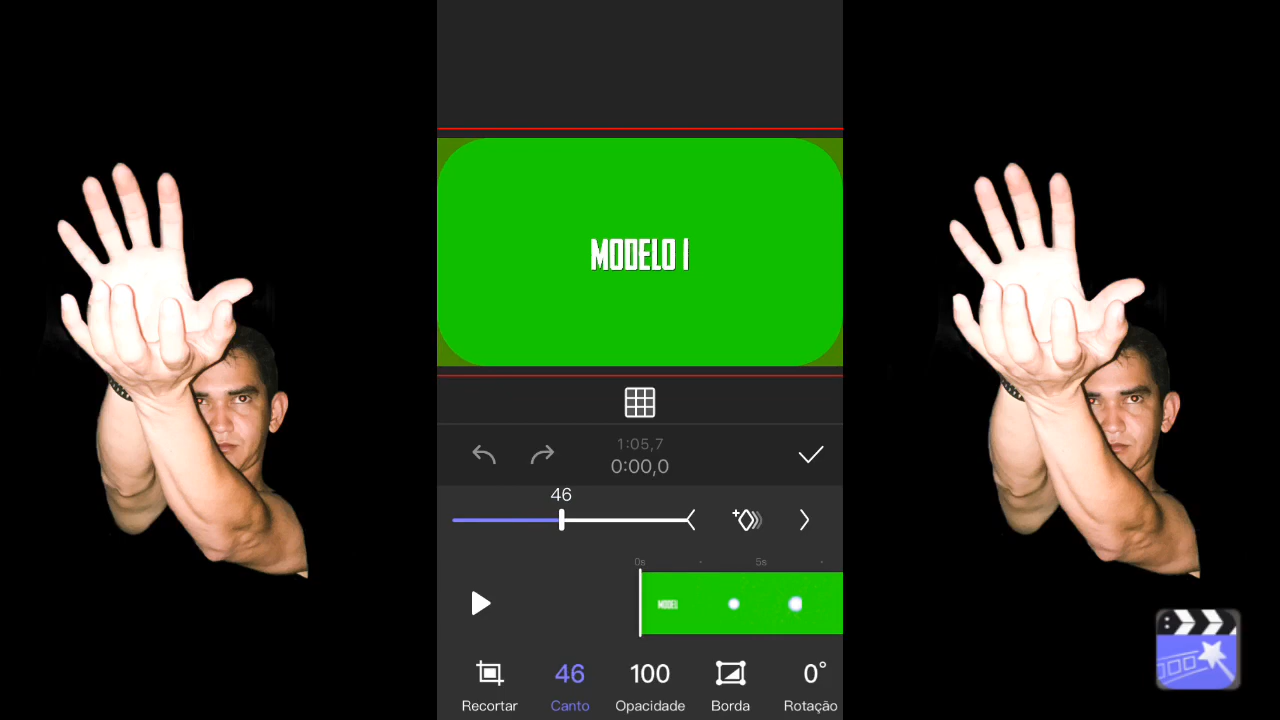 MODELO 1
1:05,7
0:00,0
46
0s
5s
MODELO
46
100
0°
Recortar
Canto
Opacidade
Borda
Rotação